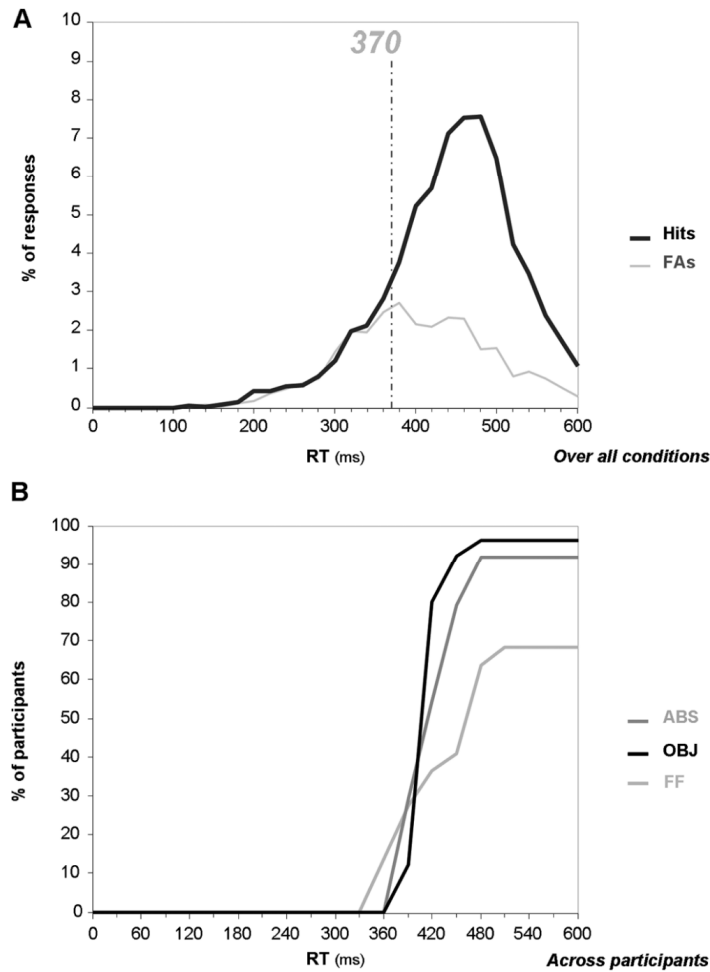 A
370
10
9
8
7
6
5
4
3
2
1
0
% of responses
0 100 200 300 400 500 600
RT (ms)
Over all conditions
Hits
FAs
B
100
90
80
70
60
50
40
30
20
10
0
% of participants
0 60 120 180 240 300 360 420 480 540 600
RT (ms)
Across participants
ABS
OBJ
FF